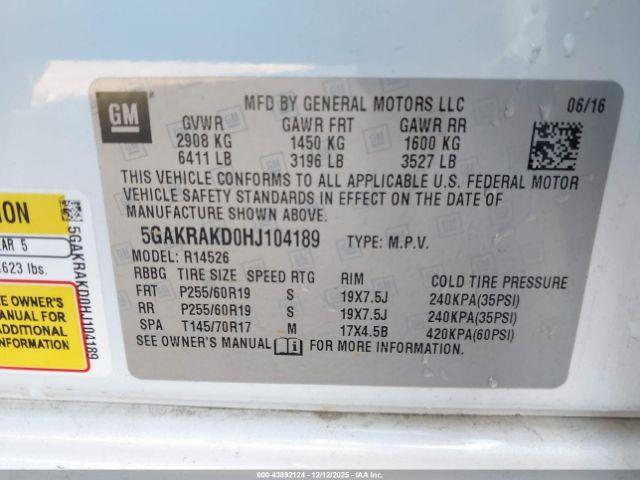 GM
MFD BY GENERAL MOTORS LLC 06/16
GVWR GAWR FRT GAWR RR
2908 KG 1450 KG 1600 KG
6411 LB 3196 LB 3527 LB
THIS VEHICLE CONFORMS TO ALL APPLICABLE U.S. FEDERAL MOTOR
VEHICLE SAFETY STANDARDS IN EFFECT ON THE DATE OF
MANUFACTURE SHOWN ABOVE.
5GAKRAKD0HJ104189 TYPE: M.P.V.
MODEL: R14526
RBBG TIRE SIZE SPEED RTG RIM COLD TIRE PRESSURE
FRT P255/60R19 S 19X7.5J 240KPA(35PSI)
RR P255/60R19 S 19X7.5J 240KPA(35PSI)
SPA T145/70R17 M 17X4.5B 420KPA(60PSI)
SEE OWNER'S MANUAL FOR MORE INFORMATION.
ION
AR 5
623 lbs.
SEE OWNER'S
MANUAL FOR
ADDITIONAL
INFORMATION
5GAKRAKD0HJ104189
000-43892124 - 12/12/2025 - IAA Inc.